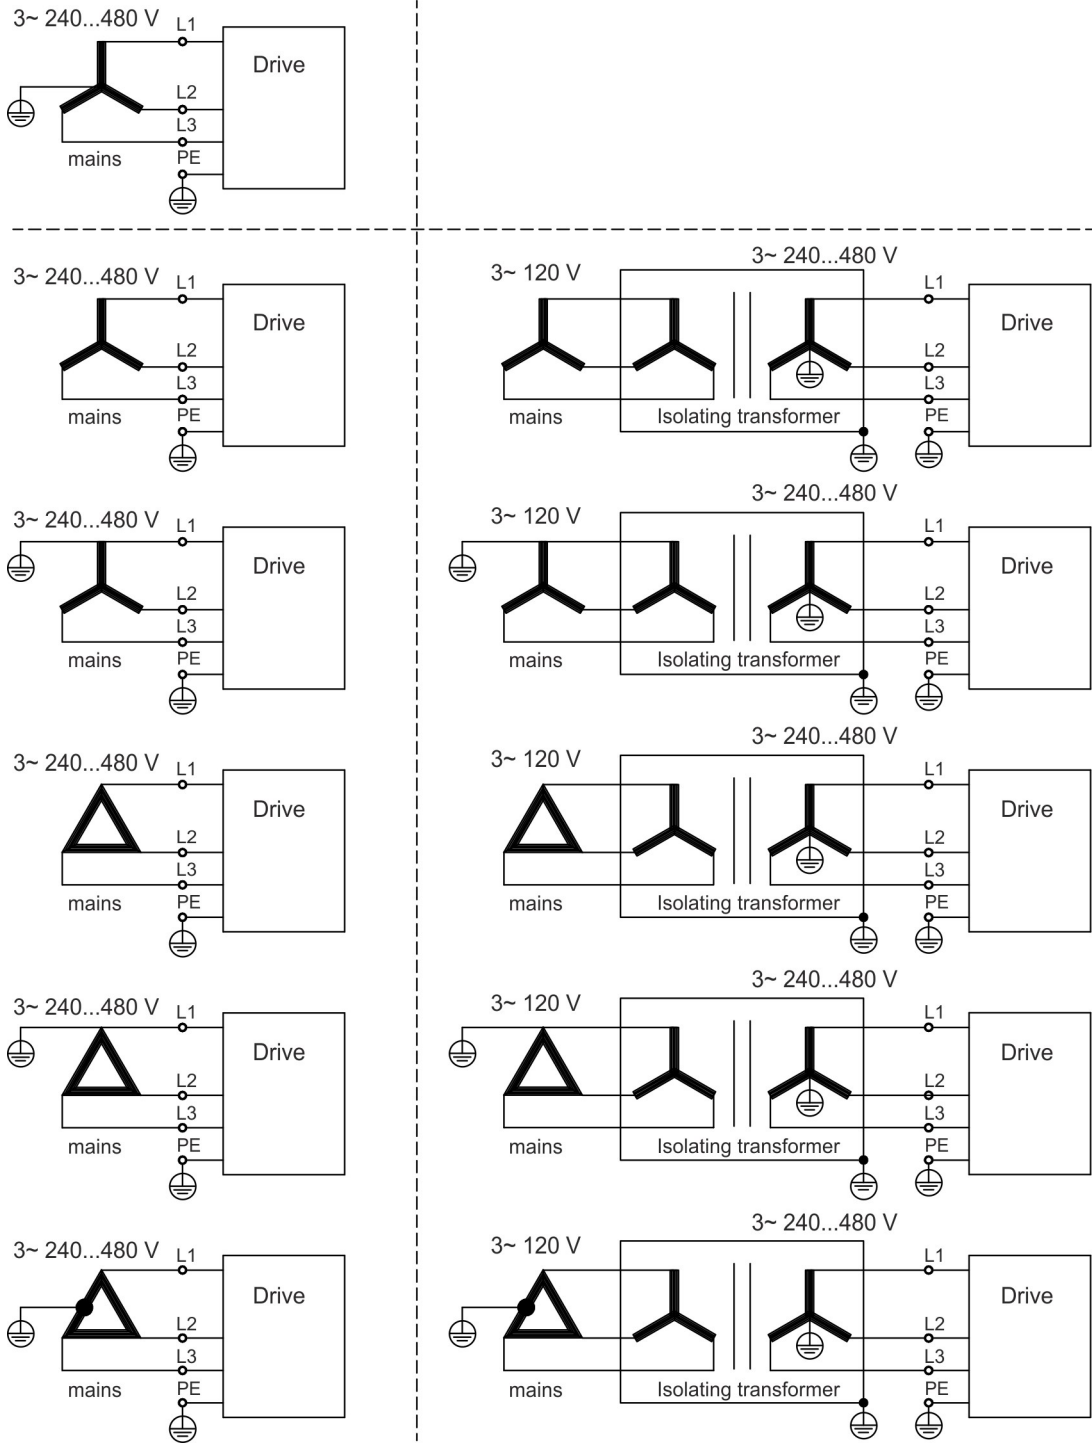 3~ 240...480 V
L1
Drive
L2
L3
mains
PE
3~ 240...480 V
L1
Drive
L2
L3
mains
PE
3~ 120 V
3~ 240...480 V
L1
Drive
L2
L3
mains
Isolating transformer
PE
3~ 240...480 V
L1
Drive
L2
L3
mains
PE
3~ 120 V
3~ 240...480 V
L1
Drive
L2
L3
mains
Isolating transformer
PE
3~ 240...480 V
L1
Drive
L2
L3
mains
PE
3~ 120 V
3~ 240...480 V
L1
Drive
L2
L3
mains
Isolating transformer
PE
3~ 240...480 V
L1
Drive
L2
L3
mains
PE
3~ 120 V
3~ 240...480 V
L1
Drive
L2
L3
mains
Isolating transformer
PE
3~ 240...480 V
L1
Drive
L2
L3
mains
PE
3~ 120 V
3~ 240...480 V
L1
Drive
L2
L3
mains
Isolating transformer
PE